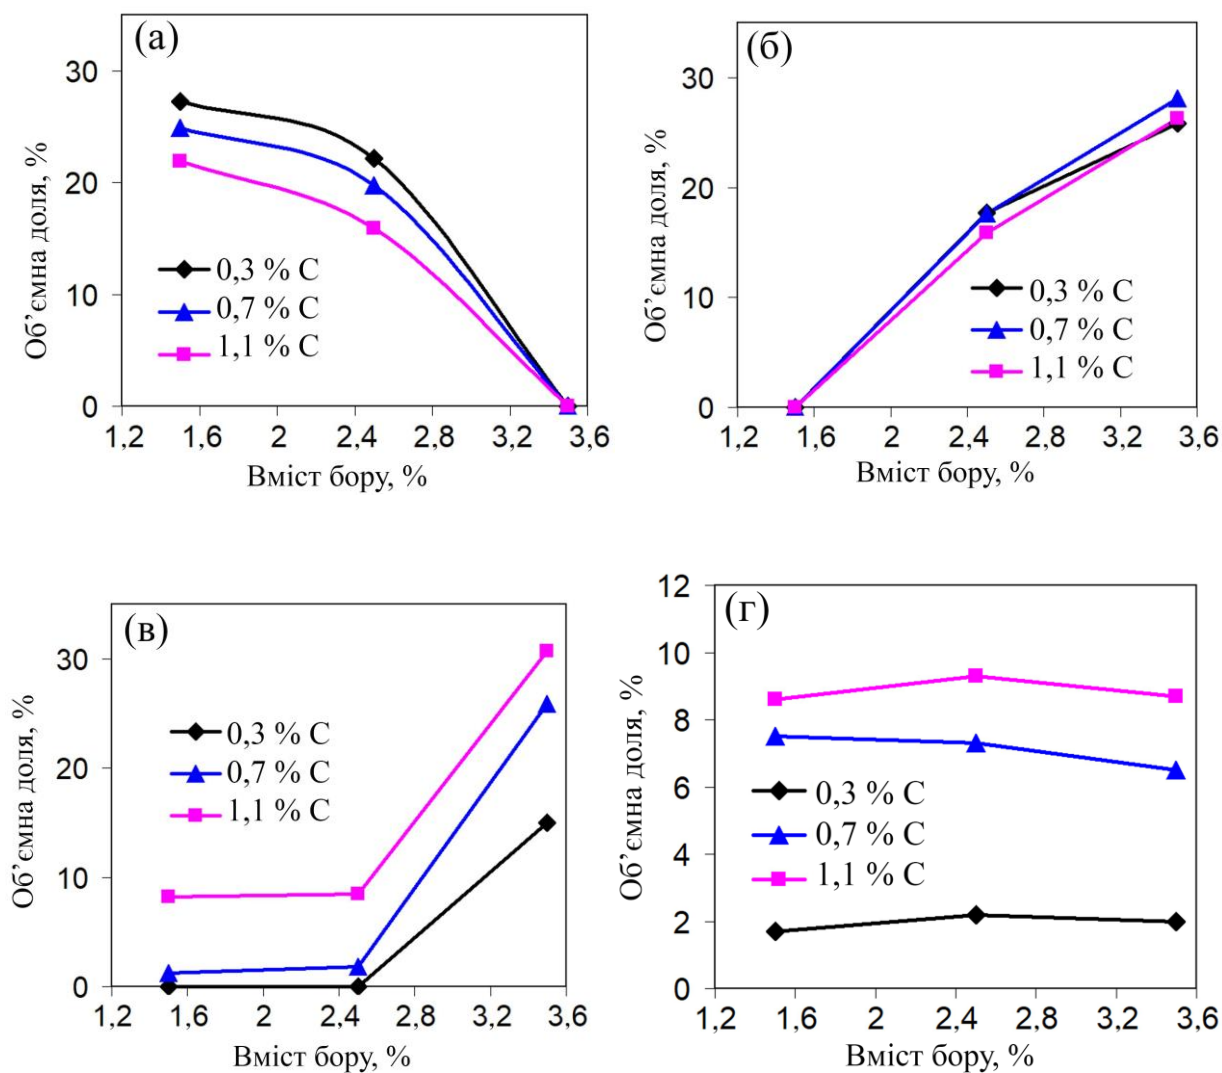 (а)
Об’ємна доля, %
30
20
10
0
0,3 % C
0,7 % C
1,1 % C
1,2 1,6 2 2,4 2,8 3,2 3,6
Вміст бору, %
(б)
Об’ємна доля, %
30
20
10
0
0,3 % C
0,7 % C
1,1 % C
1,2 1,6 2 2,4 2,8 3,2 3,6
Вміст бору, %
(в)
Об’ємна доля, %
30
20
10
0
0,3 % C
0,7 % C
1,1 % C
1,2 1,6 2 2,4 2,8 3,2 3,6
Вміст бору, %
(г)
Об’ємна доля, %
12
10
8
6
4
2
0
0,3 % C
0,7 % C
1,1 % C
1,2 1,6 2 2,4 2,8 3,2 3,6
Вміст бору, %